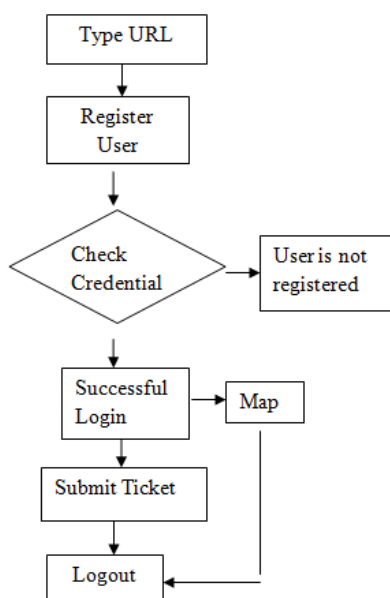 Type URL
Register
User
Check
Credential
User is not
registered
Successful
Login
Map
Submit Ticket
Logout